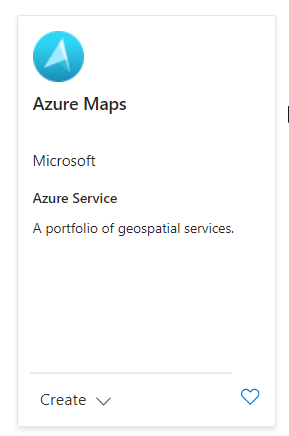 Azure Maps
Microsoft
Azure Service
A portfolio of geospatial services.
Create